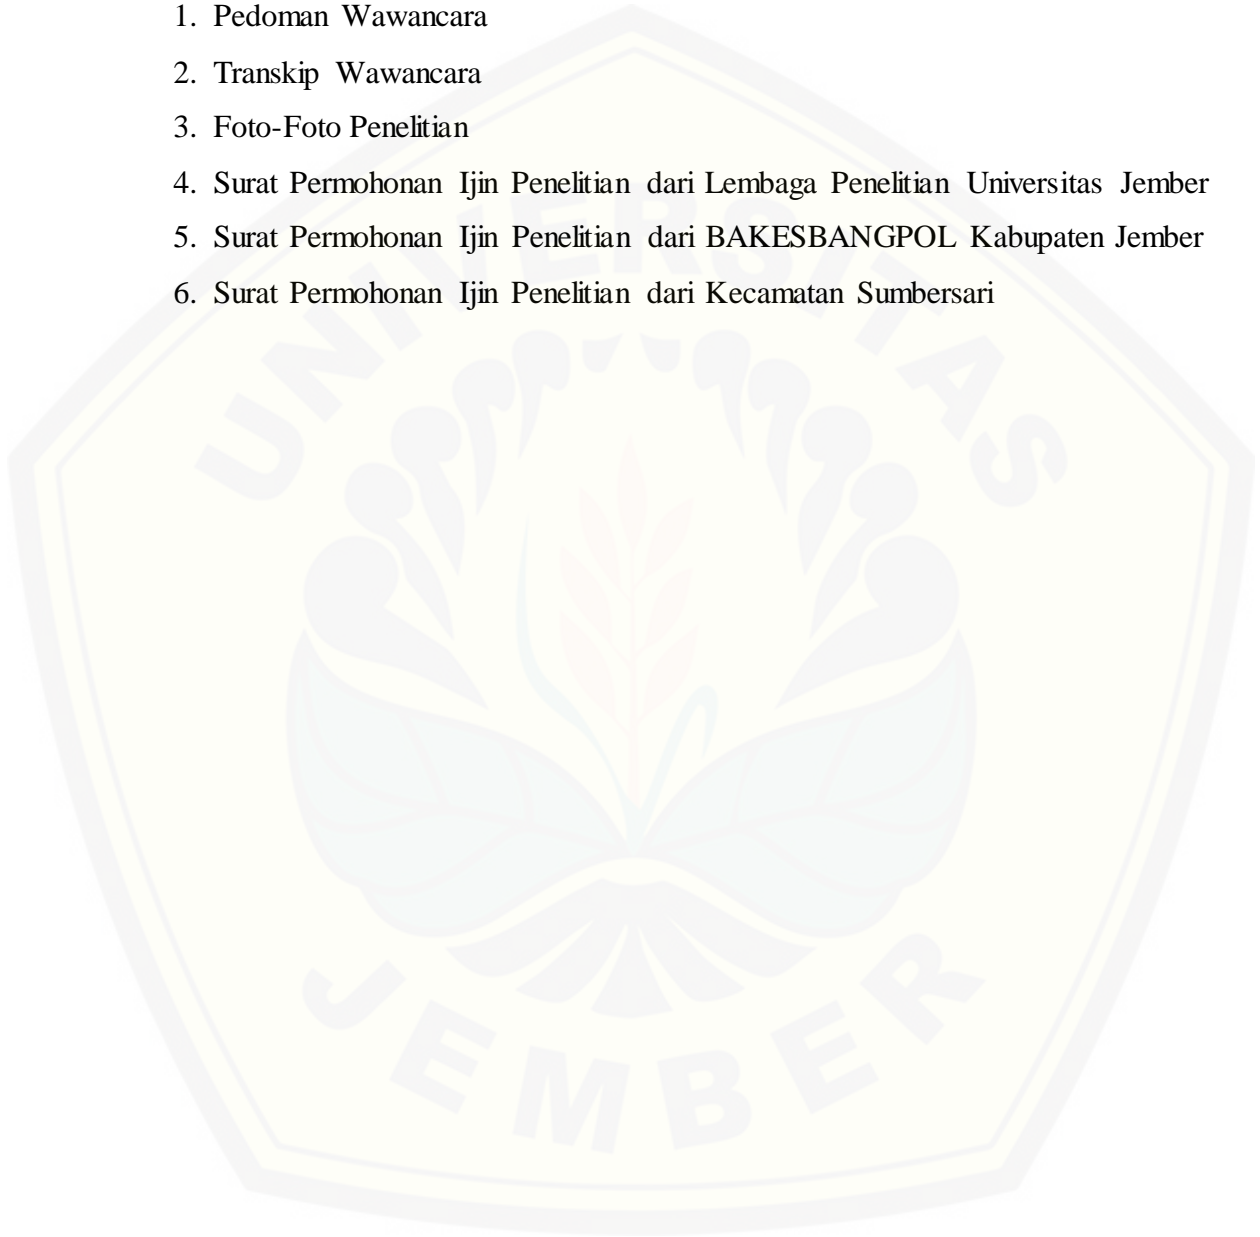 1. Pedoman Wawancara
2. Transkip Wawancara
3. Foto-Foto Penelitian
4. Surat Permohonan Ijin Penelitian dari Lembaga Penelitian Universitas Jember
5. Surat Permohonan Ijin Penelitian dari BAKESBANGPOL Kabupaten Jember
6. Surat Permohonan Ijin Penelitian dari Kecamatan Sumbersari
UNIVERSITAS
JEMBER